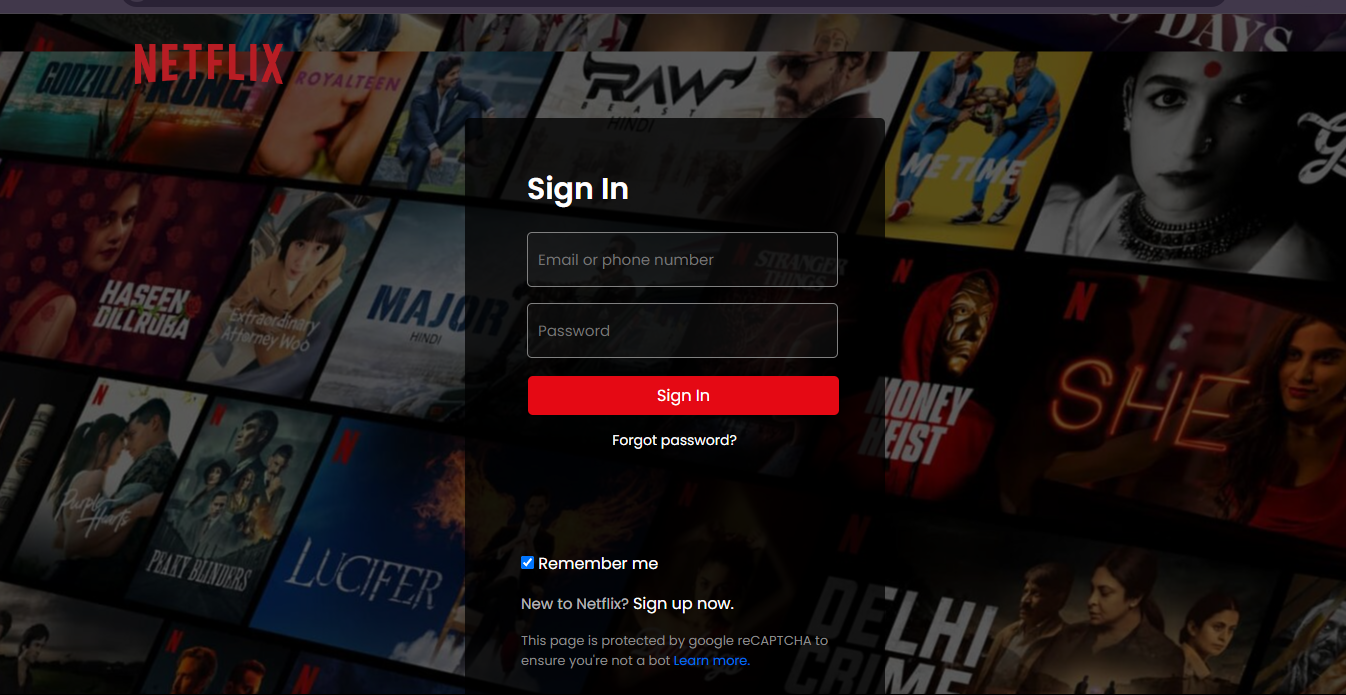 DAYS
NETFLIX
GODZILLA
KONG
ROYALTEEN
RAW
BEAST
HINDI
ME TIME
Sign In
Email or phone number
STRANGER
THINGS
HASEEN
DILLRUBA
Extraordinary
Attorney Woo
MAJOR
HINDI
Password
SHE
Sign In
MONEY
HEIST
Forgot password?
Purple
Hearts
PEAKY BLINDERS
LUCIFER
Remember me
New to Netflix? Sign up now.
DELHI
CRIME
This page is protected by google reCAPTCHA to
ensure you're not a bot Learn more.